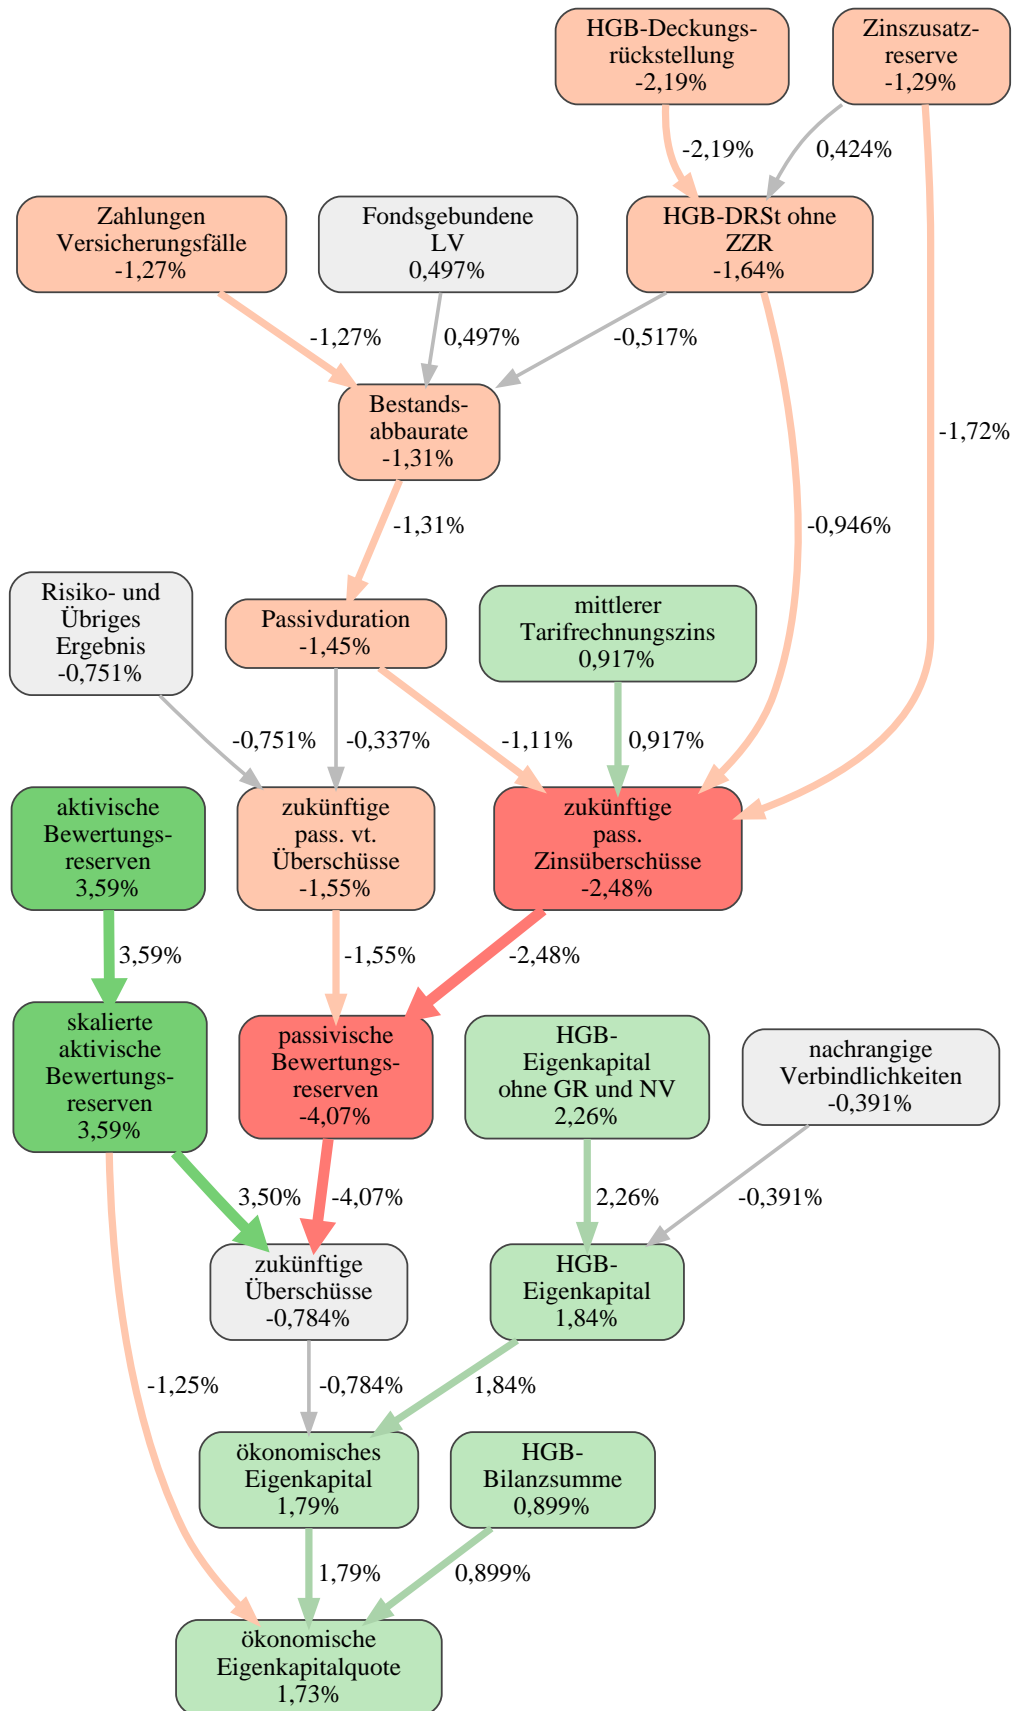 HGB-Deckungs-
rückstellung
-2,19%
Zinszusatz-
reserve
-1,29%
-2,19%
0,424%
Zahlungen
Versicherungsfälle
-1,27%
Fondsgebundene
LV
0,497%
HGB-DRSt ohne
ZZR
-1,64%
-1,27%
0,497%
-0,517%
Bestands-
abbaurate
-1,31%
-1,72%
-1,31%
-0,946%
Risiko- und
Übriges
Ergebnis
-0,751%
Passivduration
-1,45%
mittlerer
Tarifrechnungszins
0,917%
-0,751%
-0,337%
-1,11%
0,917%
aktivische
Bewertungs-
reserven
3,59%
zukünftige
pass. vt.
Überschüsse
-1,55%
zukünftige
pass.
Zinsüberschüsse
-2,48%
3,59%
-1,55%
-2,48%
skalierte
aktivische
Bewertungs-
reserven
3,59%
passivische
Bewertungs-
reserven
-4,07%
HGB-
Eigenkapital
ohne GR und NV
2,26%
nachrangige
Verbindlichkeiten
-0,391%
3,50%
-4,07%
2,26%
-0,391%
zukünftige
Überschüsse
-0,784%
HGB-
Eigenkapital
1,84%
-1,25%
-0,784%
1,84%
ökonomisches
Eigenkapital
1,79%
HGB-
Bilanzsumme
0,899%
1,79%
0,899%
ökonomische
Eigenkapitalquote
1,73%